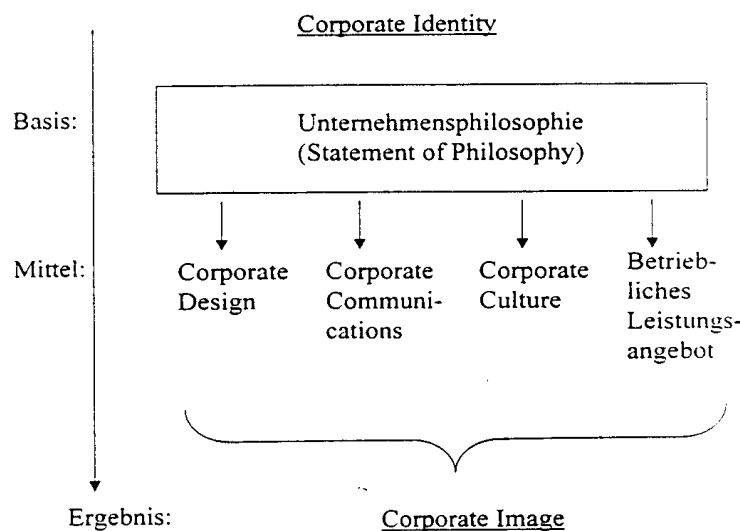 Corporate Identity
Basis:
Unternehmensphilosophie
(Statement of Philosophy)
Mittel:
Corporate
Design
Corporate
Communi-
cations
Corporate
Culture
Betrieb-
liches
Leistungs-
angebot
Ergebnis:
Corporate Image